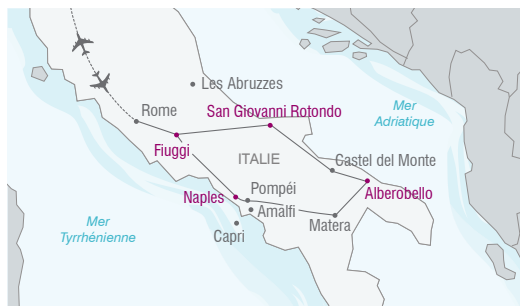 Les Abruzzes
Rome
San Giovanni Rotondo
Mer
Adriatique
Fiuggi
ITALIE
Castel del Monte
Naples
Pompéi
Alberobello
Amalfi
Mer
Tyrrhénienne
Capri
Matera